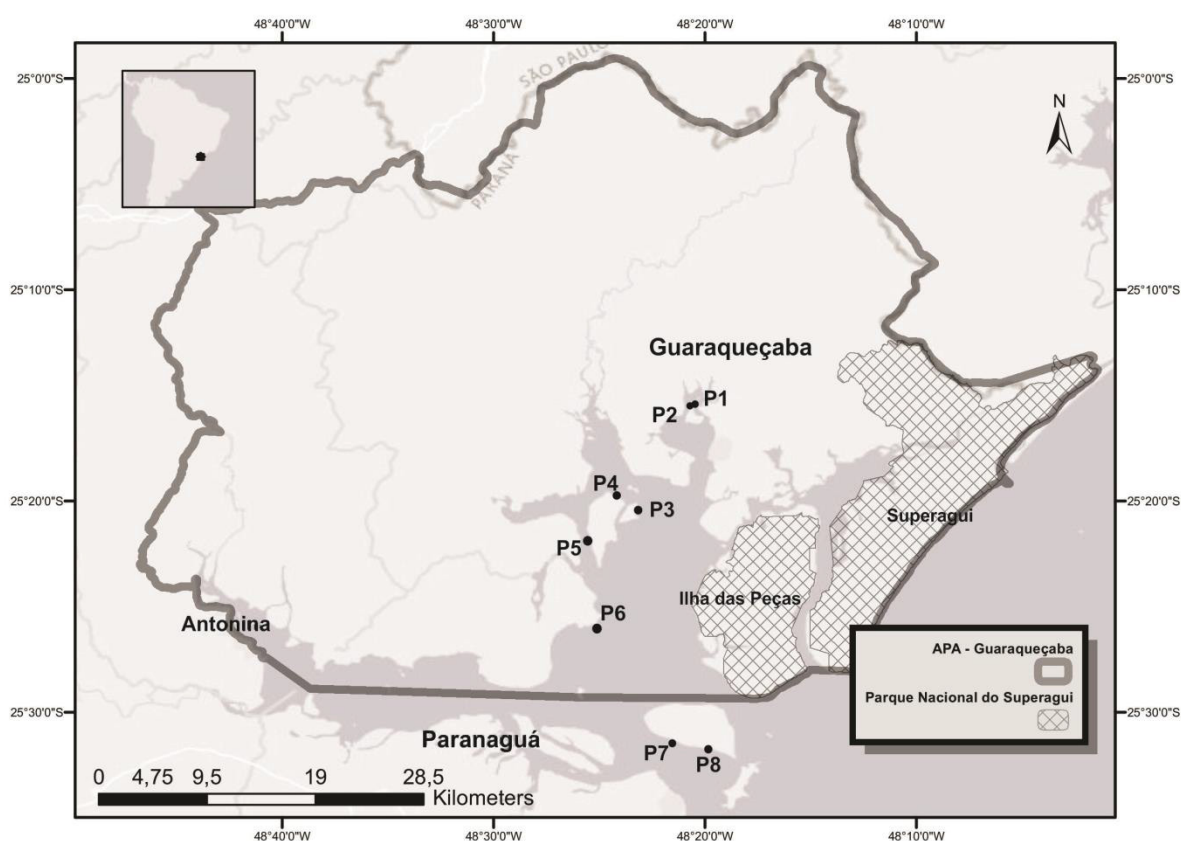 48°40'0"W 48°30'0"W 48°20'0"W 48°10'0"W
25°0'0"S 25°0'0"S
SÃO PAULO
PARANÁ
N
25°10'0"S 25°10'0"S
Guaraqueçaba
P1
P2
P4
P3
25°20'0"S 25°20'0"S
Superagui
P5
Ilha das Peças
P6
Antonina
APA - Guaraqueçaba
Parque Nacional do Superagui
25°30'0"S 25°30'0"S
Paranaguá
P7
P8
0 4,75 9,5 19 28,5
Kilometers
48°40'0"W 48°30'0"W 48°20'0"W 48°10'0"W